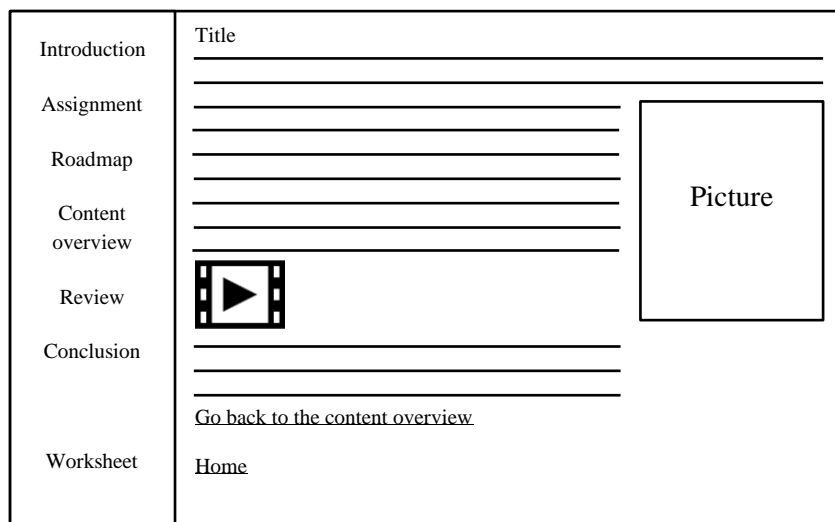 Introduction
Assignment
Roadmap
Content
overview
Review
Conclusion
Worksheet
Title
Picture
Go back to the content overview
Home